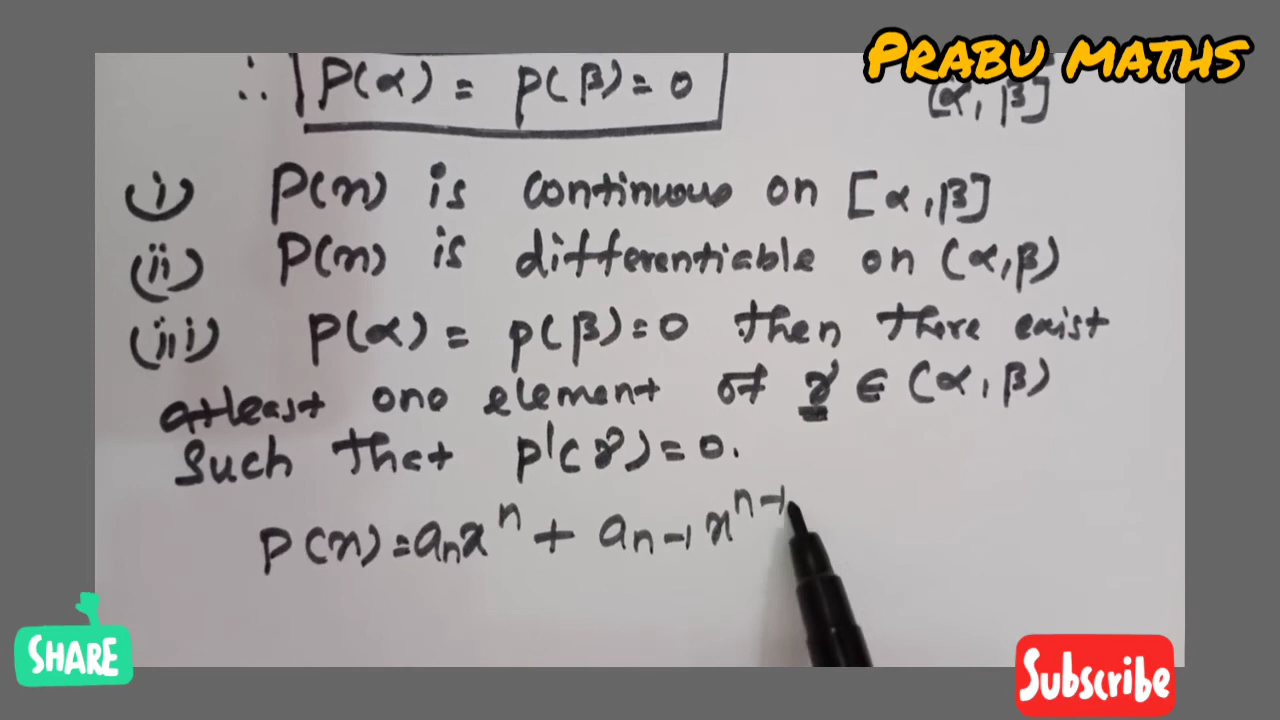 PRABU MATHS
∴ P(α) = P(β) = 0
[α, β]
(i) P(x) is continuous on [α, β]
(ii) P(x) is differentiable on (α, β)
(iii) P(α) = P(β) = 0 then there exist
atleast one element of γ ∈ (α, β)
Such that P'(γ) = 0.
P(x) = aₙxⁿ + aₙ₋₁xⁿ⁻¹
SHARE
Subscribe